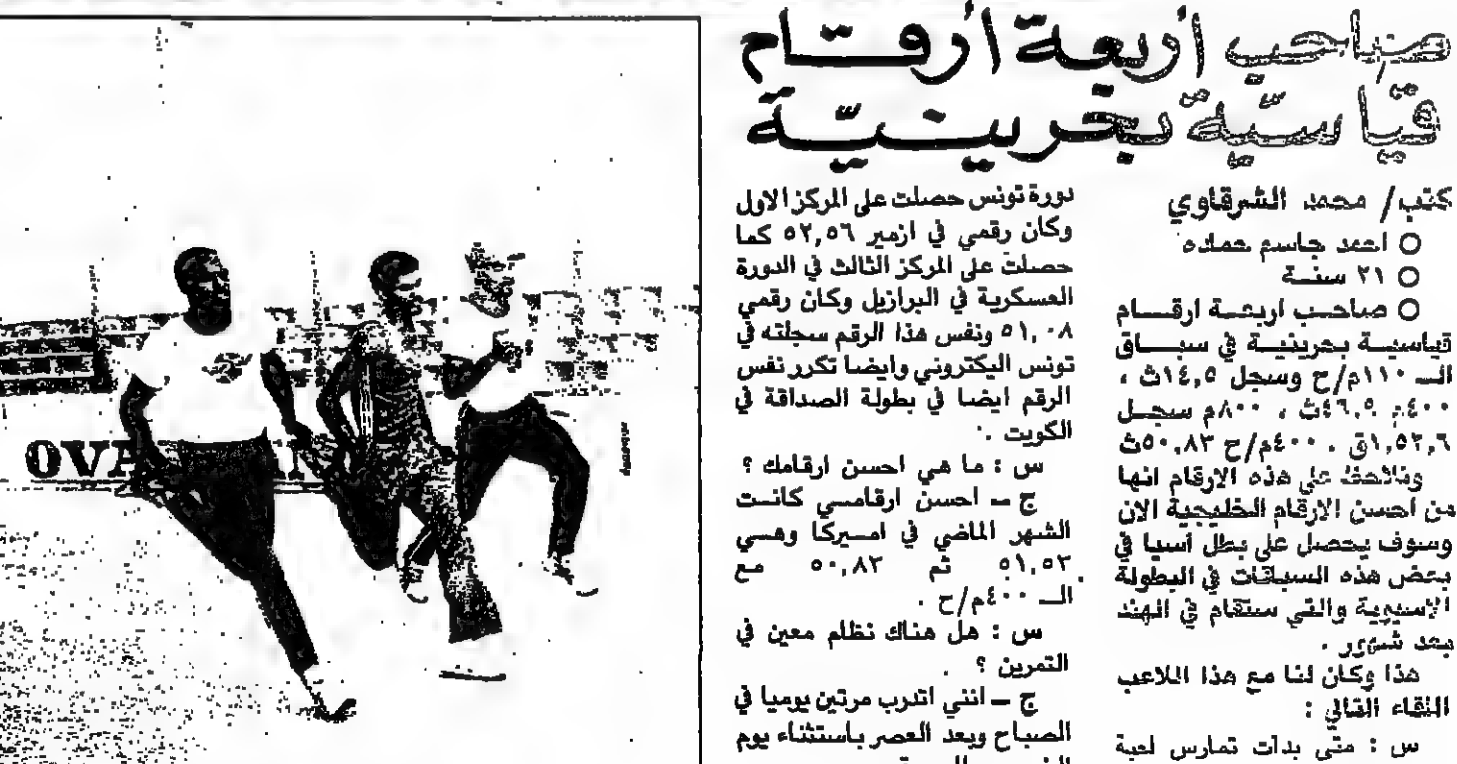 صاحب أربعة أرقام
قياسية بحرينية
كتب/ محمد الشرقاوي
○ احمد جاسم حماده
○ ٢١ سنة
○ صاحب اربعة ارقام
قياسية بحرينية في سباق
الـ ١١٠م/ح وسجل ١٤,٥ث ،
٤٠٠م ٤٦,٥ث ، ٨٠٠م سجل
١,٥٢,٦ق . ٤٠٠م/ح ٥٠,٨٣ث
ونلاحظ على هذه الارقام انها
من احسن الارقام الخليجية الان
وسوف يحصل على بطل آسيا في
بعض هذه السباقات في البطولة
الآسيوية والتي ستقام في الهند
بعد شهور .
هذا وكان لنا مع هذا اللاعب
اللقاء التالي :
س : متى بدأت تمارس لعبة
دورة تونس حصلت على المركز الاول
وكان رقمي في ازمير ٥٢,٥٦ كما
حصلت على المركز الثالث في الدورة
العسكرية في البرازيل وكان رقمي
٥١,٠٨ ونفس هذا الرقم سجلته في
تونس اليكتروني وايضا تكرر نفس
الرقم ايضا في بطولة الصداقة في
الكويت .
س : ما هي احسن ارقامك ؟
ج ــ احسن ارقامي كانت
الشهر الماضي في اميركا وهي
٥١,٥٣ ثم ٥٠,٨٣ مع
الـ ٤٠٠م/ح .
س : هل هناك نظام معين في
التمرين ؟
ج ــ انني اتدرب مرتين يوميا في
الصباح وبعد العصر باستثناء يوم